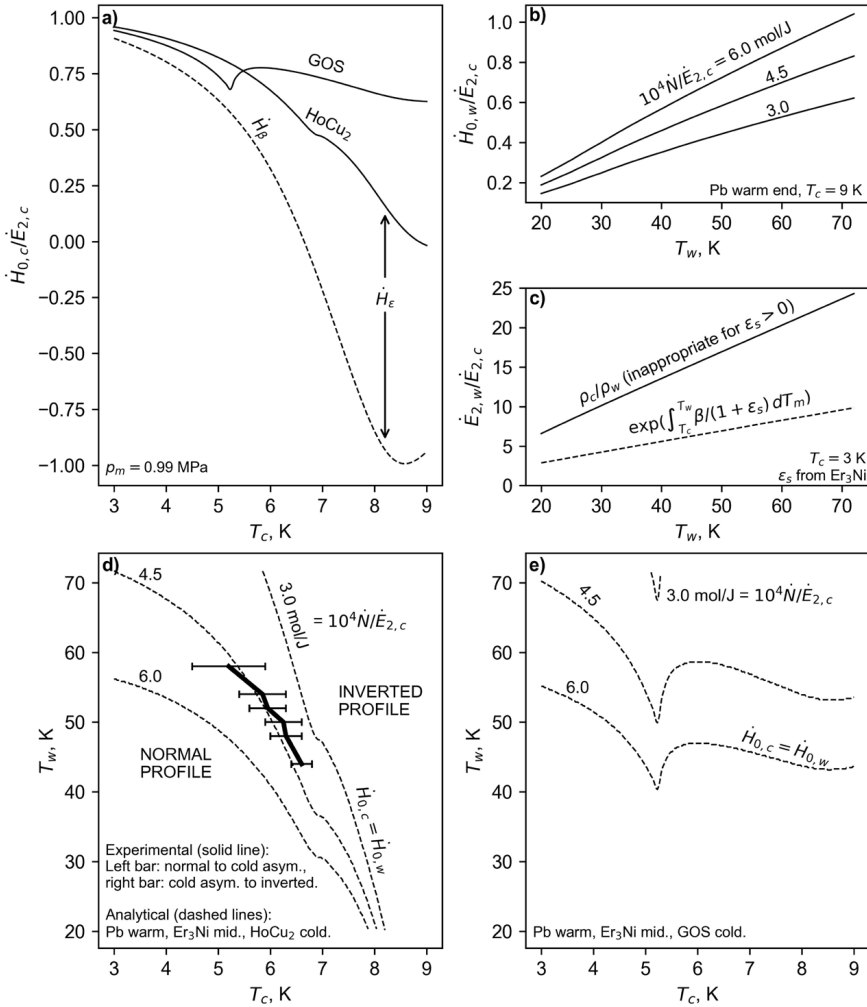 a)
1.00
0.75
0.50
0.25
0.00
−0.25
−0.50
−0.75
−1.00
Ḣ0,c/Ė2,c
GOS
HoCu2
Ḣβ
Ḣε
pm = 0.99 MPa
3 4 5 6 7 8 9
Tc, K
b)
1.0
0.8
0.6
0.4
0.2
Ḣ0,w/Ė2,c
10^4Ṅ/Ė2,c = 6.0 mol/J
4.5
3.0
Pb warm end, Tc = 9 K
20 30 40 50 60 70
Tw, K
c)
25
20
15
10
5
0
Ė2,w/Ė2,c
ρc/ρw (inappropriate for εs > 0)
exp(∫_Tc^Tw β/(1 + εs) dTm)
Tc = 3 K
εs from Er3Ni
20 30 40 50 60 70
Tw, K
d)
70
60
50
40
30
20
Tw, K
4.5
6.0
3.0 mol/J
= 10^4Ṅ/Ė2,c
INVERTED
PROFILE
NORMAL
PROFILE
Ḣ0,c = Ḣ0,w
Experimental (solid line):
Left bar: normal to cold asym.,
right bar: cold asym. to inverted.
Analytical (dashed lines):
Pb warm, Er3Ni mid., HoCu2 cold.
3 4 5 6 7 8 9
Tc, K
e)
70
60
50
40
30
20
Tw, K
4.5
3.0 mol/J = 10^4Ṅ/Ė2,c
6.0
Ḣ0,c = Ḣ0,w
Pb warm, Er3Ni mid., GOS cold.
3 4 5 6 7 8 9
Tc, K